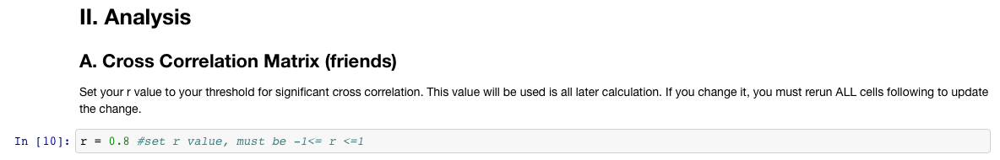 II. Analysis
A. Cross Correlation Matrix (friends)
Set your r value to your threshold for significant cross correlation. This value will be used is all later calculation. If you change it, you must rerun ALL cells following to update
the change.
In [10]: r = 0.8 #set r value, must be -1<= r <=1